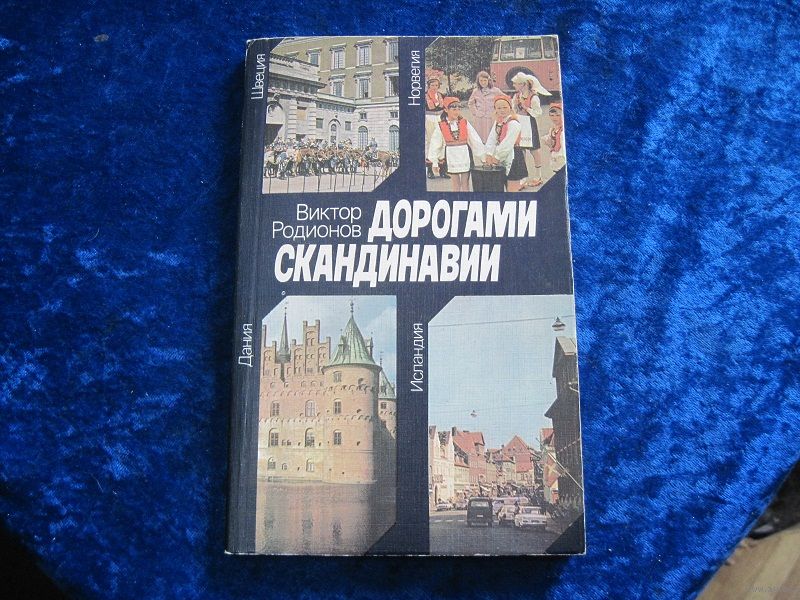 Швеция
Норвегия
Виктор
Родионов
ДОРОГАМИ
СКАНДИНАВИИ
Дания
Исландия